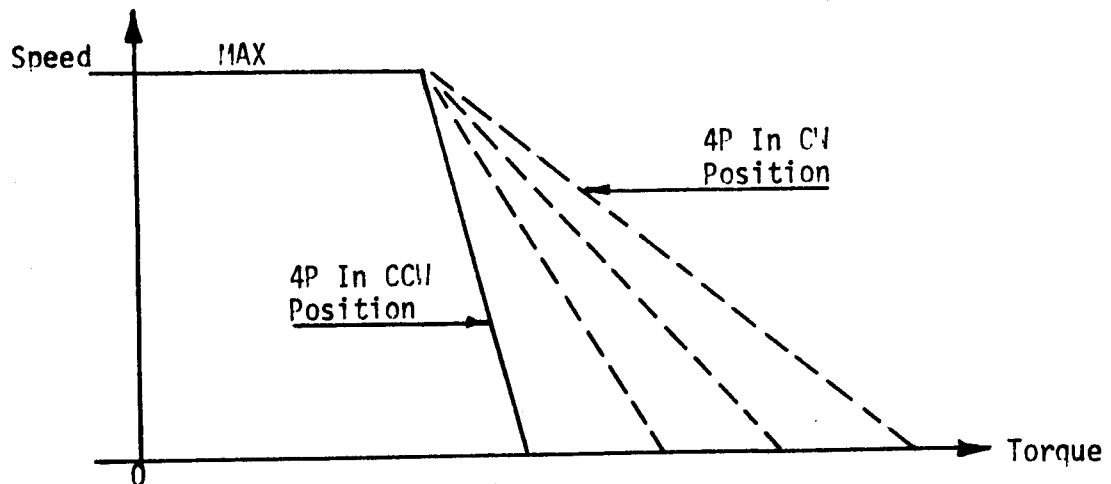 Speed
MAX
4P In CW
Position
4P In CCW
Position
Torque
0